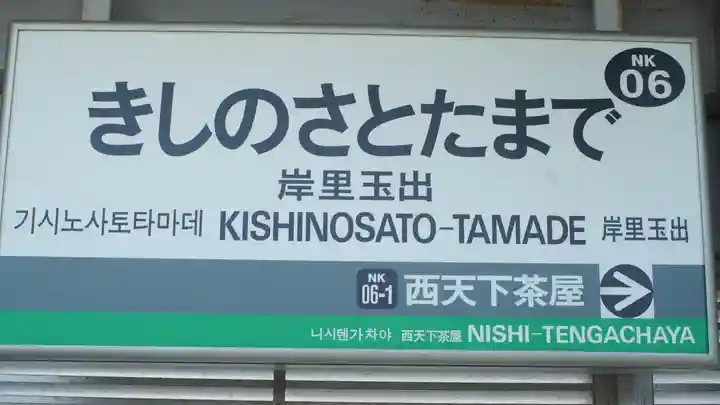 NK
06
きしのさとたまで
岸里玉出
기시노사토타마데 KISHINOSATO-TAMADE 岸里玉出
NK
06-1 西天下茶屋
니시텐가차야 西天下茶屋 NISHI-TENGACHAYA